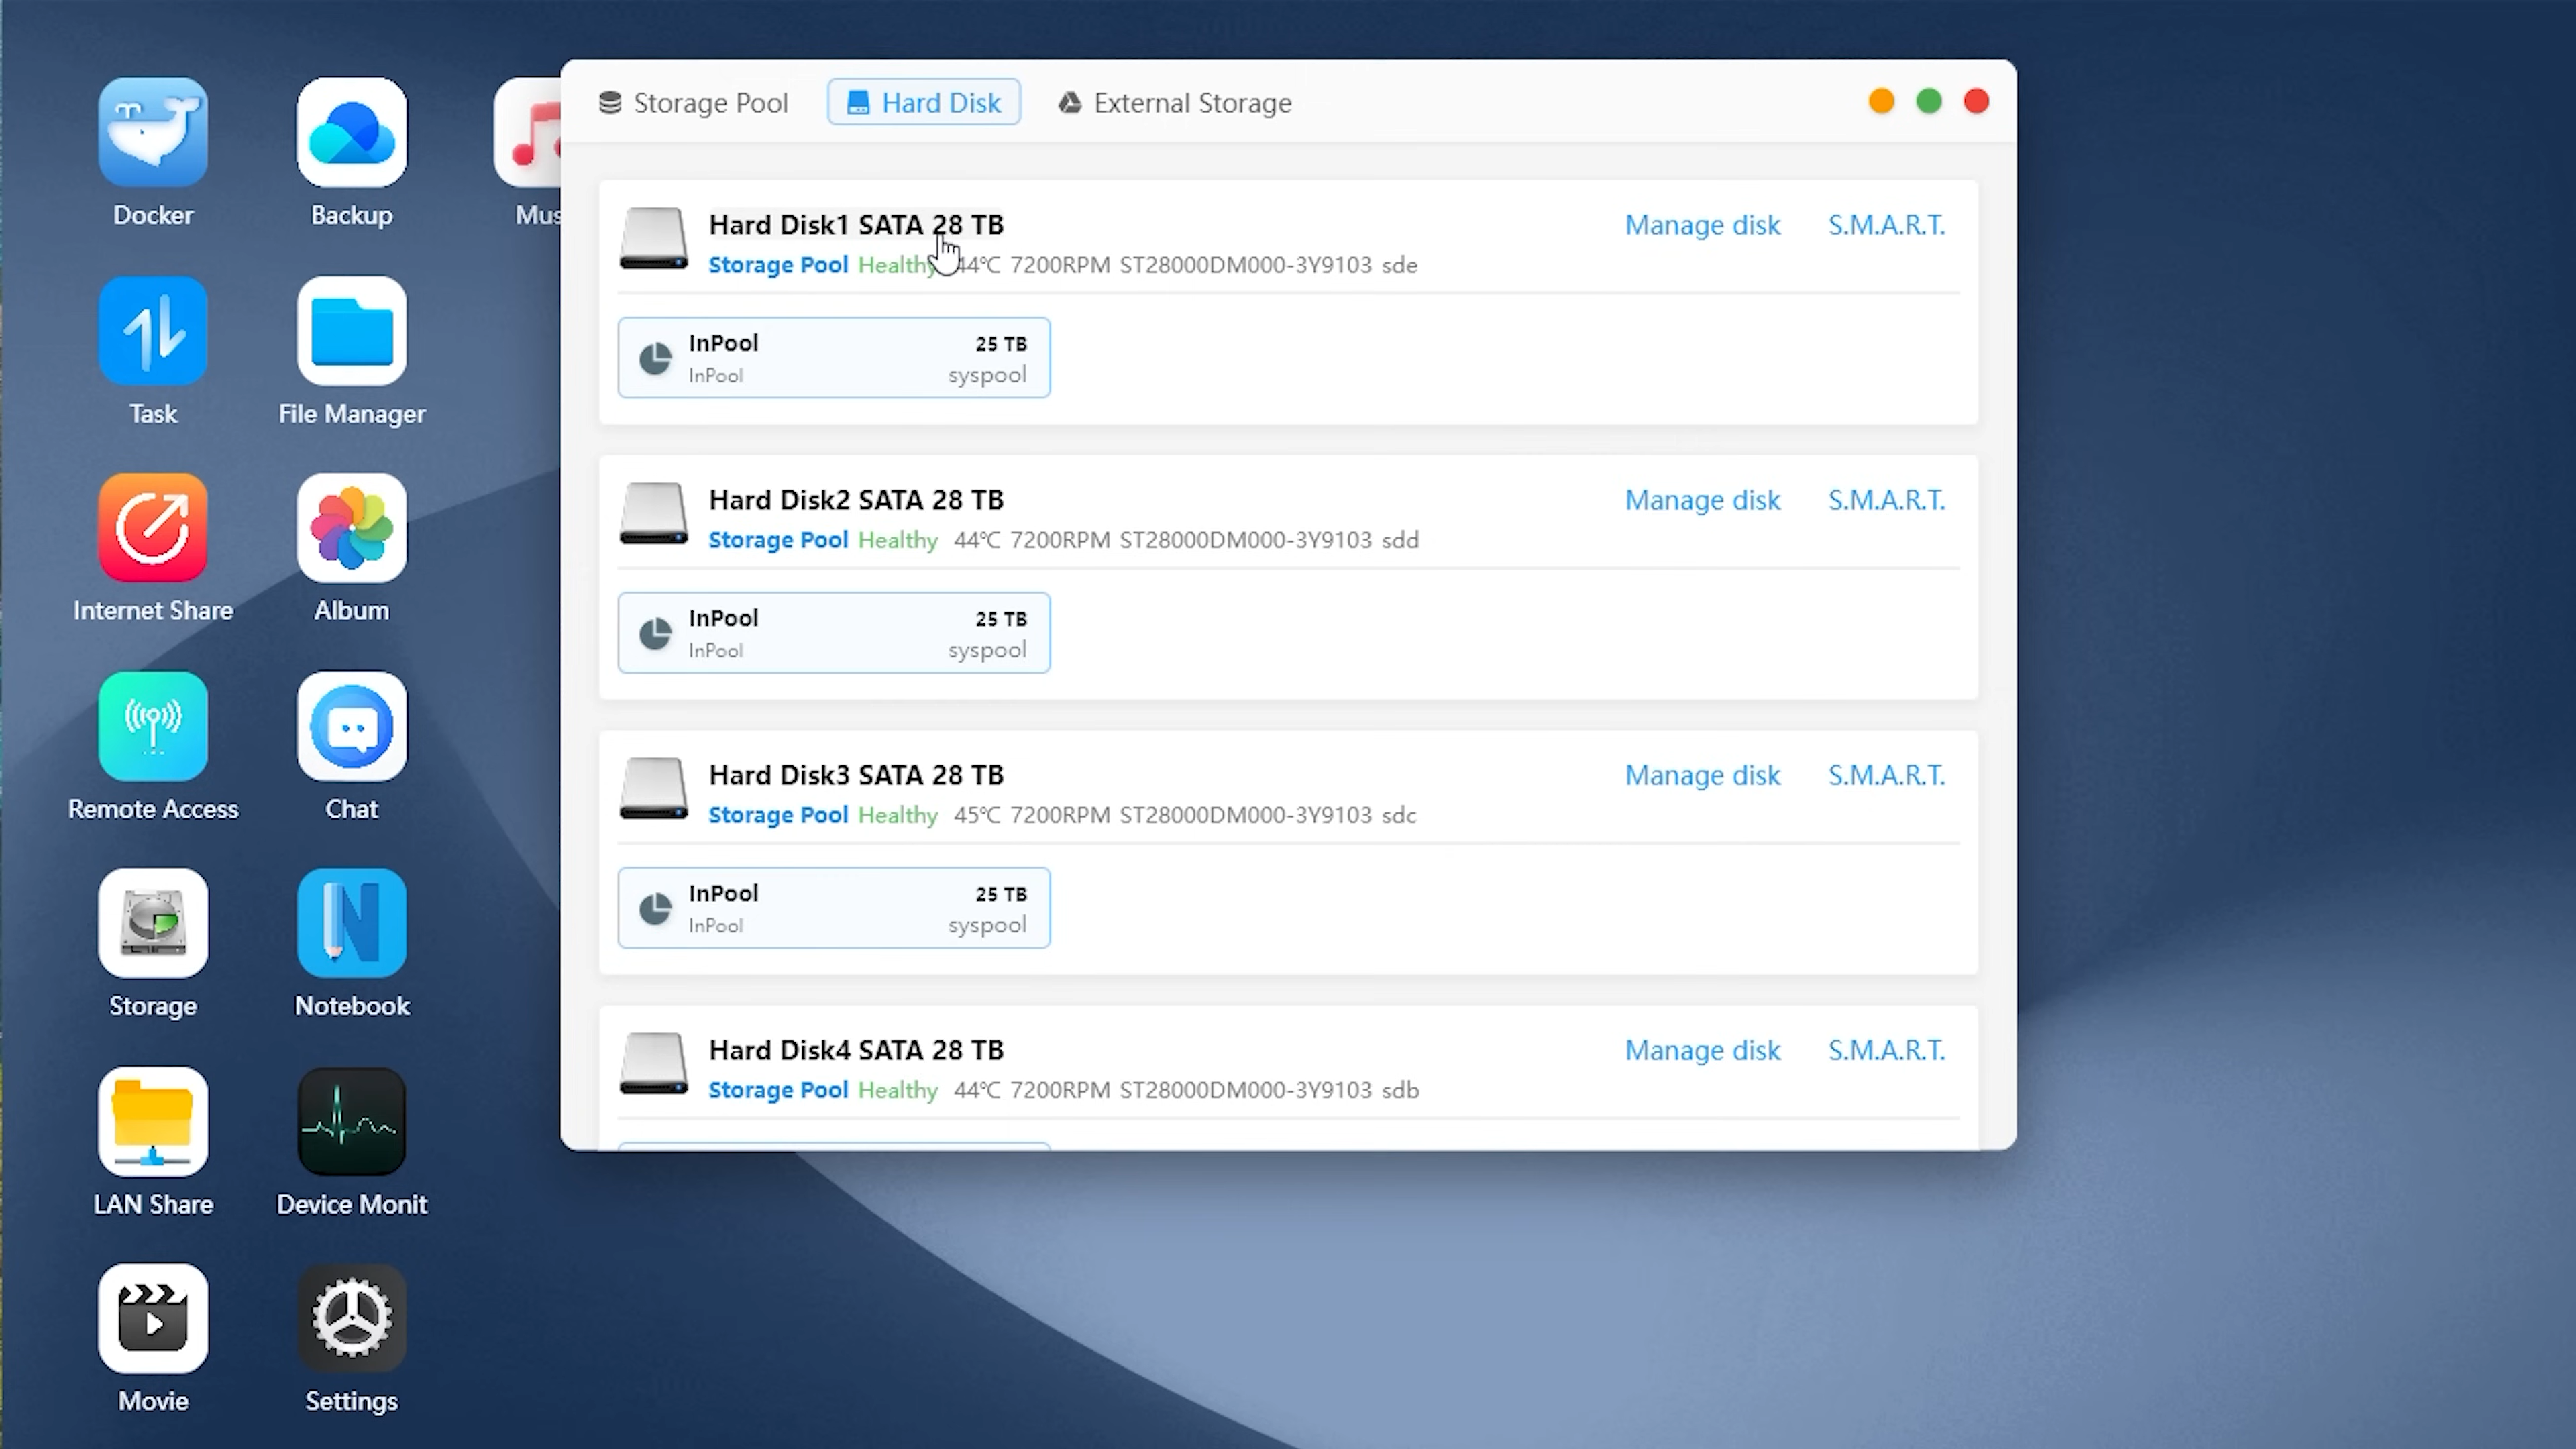 Docker
Backup
Mus
Task
File Manager
Internet Share
Album
Remote Access
Chat
Storage
Notebook
LAN Share
Device Monit
Movie
Settings
Storage Pool
Hard Disk
External Storage
Hard Disk1 SATA 28 TB
Manage disk
S.M.A.R.T.
Storage Pool Healthy 44℃ 7200RPM ST28000DM000-3Y9103 sde
InPool 25 TB
InPool syspool
Hard Disk2 SATA 28 TB
Manage disk
S.M.A.R.T.
Storage Pool Healthy 44℃ 7200RPM ST28000DM000-3Y9103 sdd
InPool 25 TB
InPool syspool
Hard Disk3 SATA 28 TB
Manage disk
S.M.A.R.T.
Storage Pool Healthy 45℃ 7200RPM ST28000DM000-3Y9103 sdc
InPool 25 TB
InPool syspool
Hard Disk4 SATA 28 TB
Manage disk
S.M.A.R.T.
Storage Pool Healthy 44℃ 7200RPM ST28000DM000-3Y9103 sdb